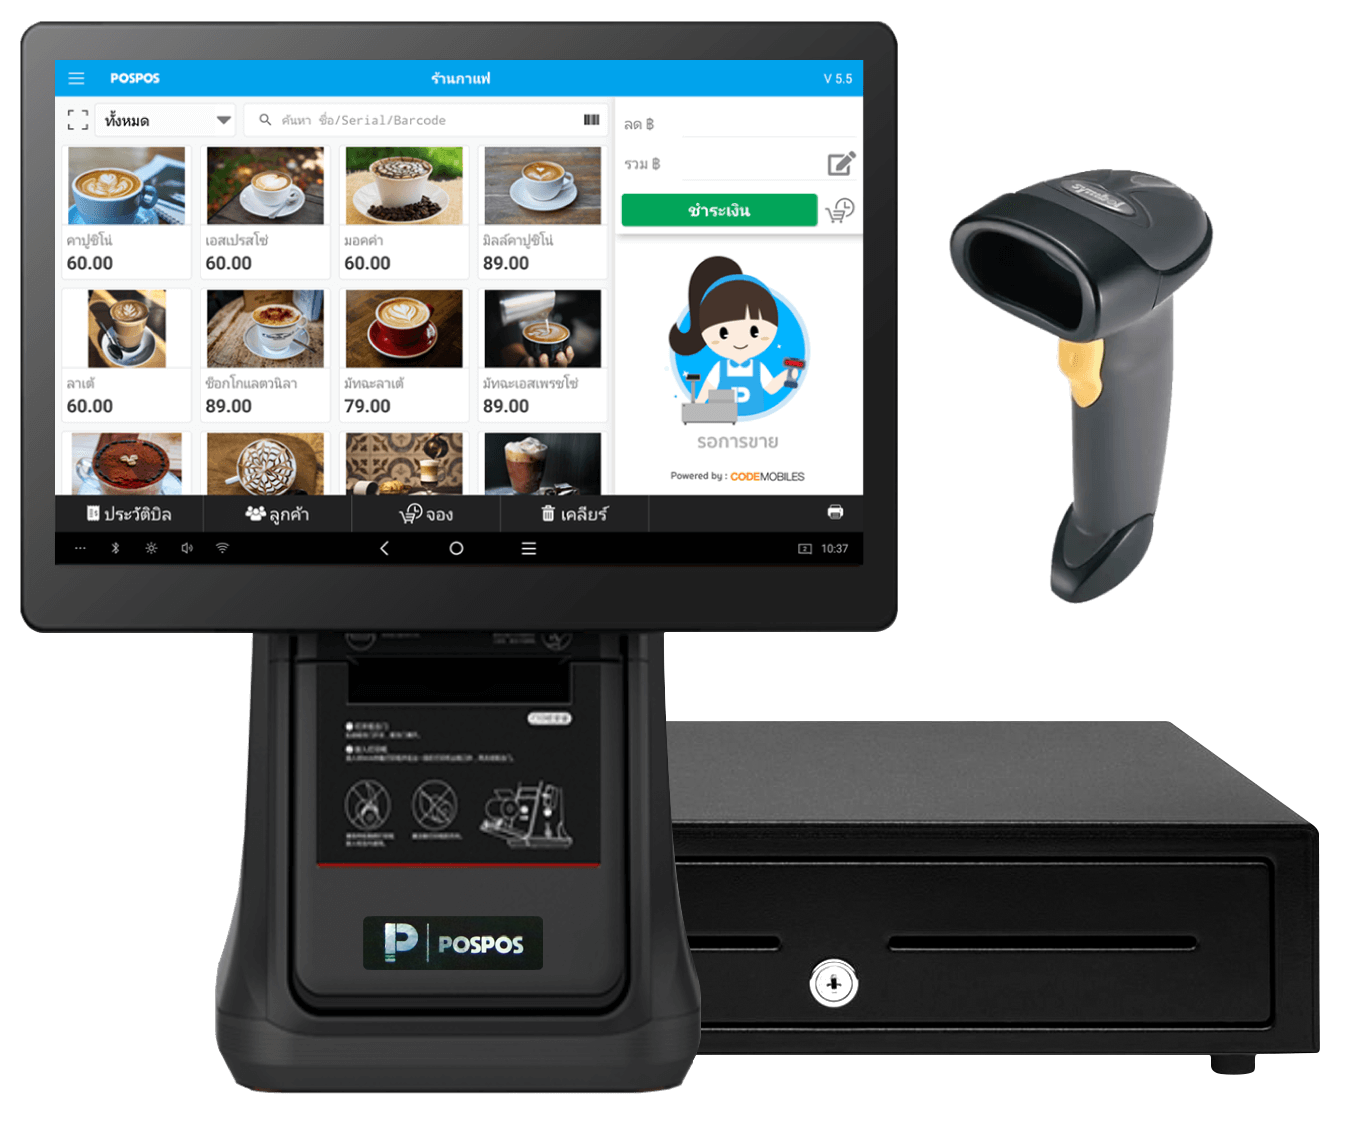 POSPOS
ร้านกาแฟ
V 5.5
ทั้งหมด
ค้นหา ชื่อ/Serial/Barcode
ลด ฿
รวม ฿
ชำระเงิน
คาปูชิโน่
60.00
เอสเปรสโซ่
60.00
มอคค่า
60.00
มิลล์คาปูชิโน่
89.00
ลาเต้
60.00
ช๊อกโกแลตวนิลา
89.00
มัทฉะลาเต้
79.00
มัทฉะเอสเพรซโซ่
89.00
รอการขาย
Powered by : CODEMOBILES
ประวัติบิล
ลูกค้า
จอง
เคลียร์
2
10:37
symbol
P POSPOS